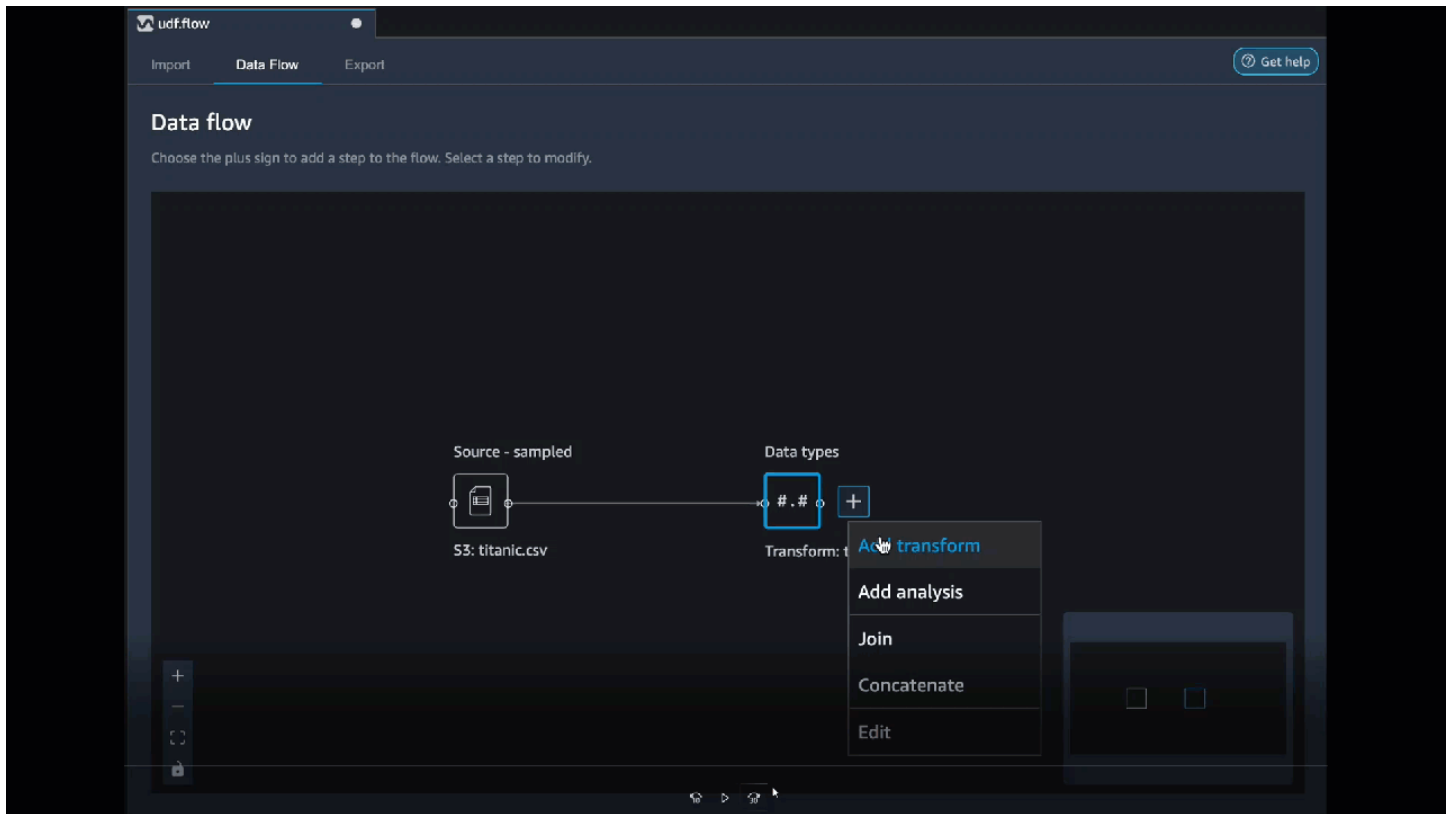 udf.flow
Import Data Flow Export
Get help
Data flow
Choose the plus sign to add a step to the flow. Select a step to modify.
Source - sampled
Data types
#.#
S3: titanic.csv
Transform: t
Add transform
Add analysis
Join
Concatenate
Edit